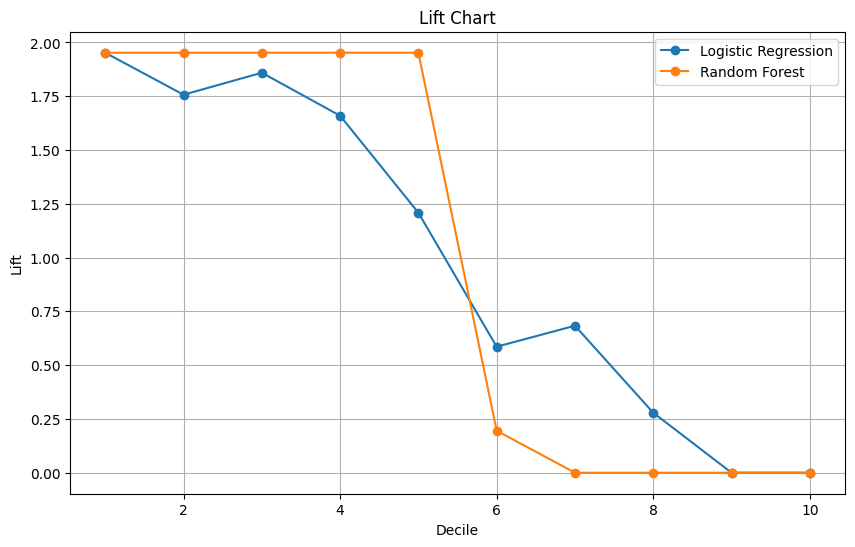 Lift Chart
Logistic Regression
Random Forest
2.00
1.75
1.50
1.25
1.00
0.75
0.50
0.25
0.00
Lift
2 4 6 8 10
Decile